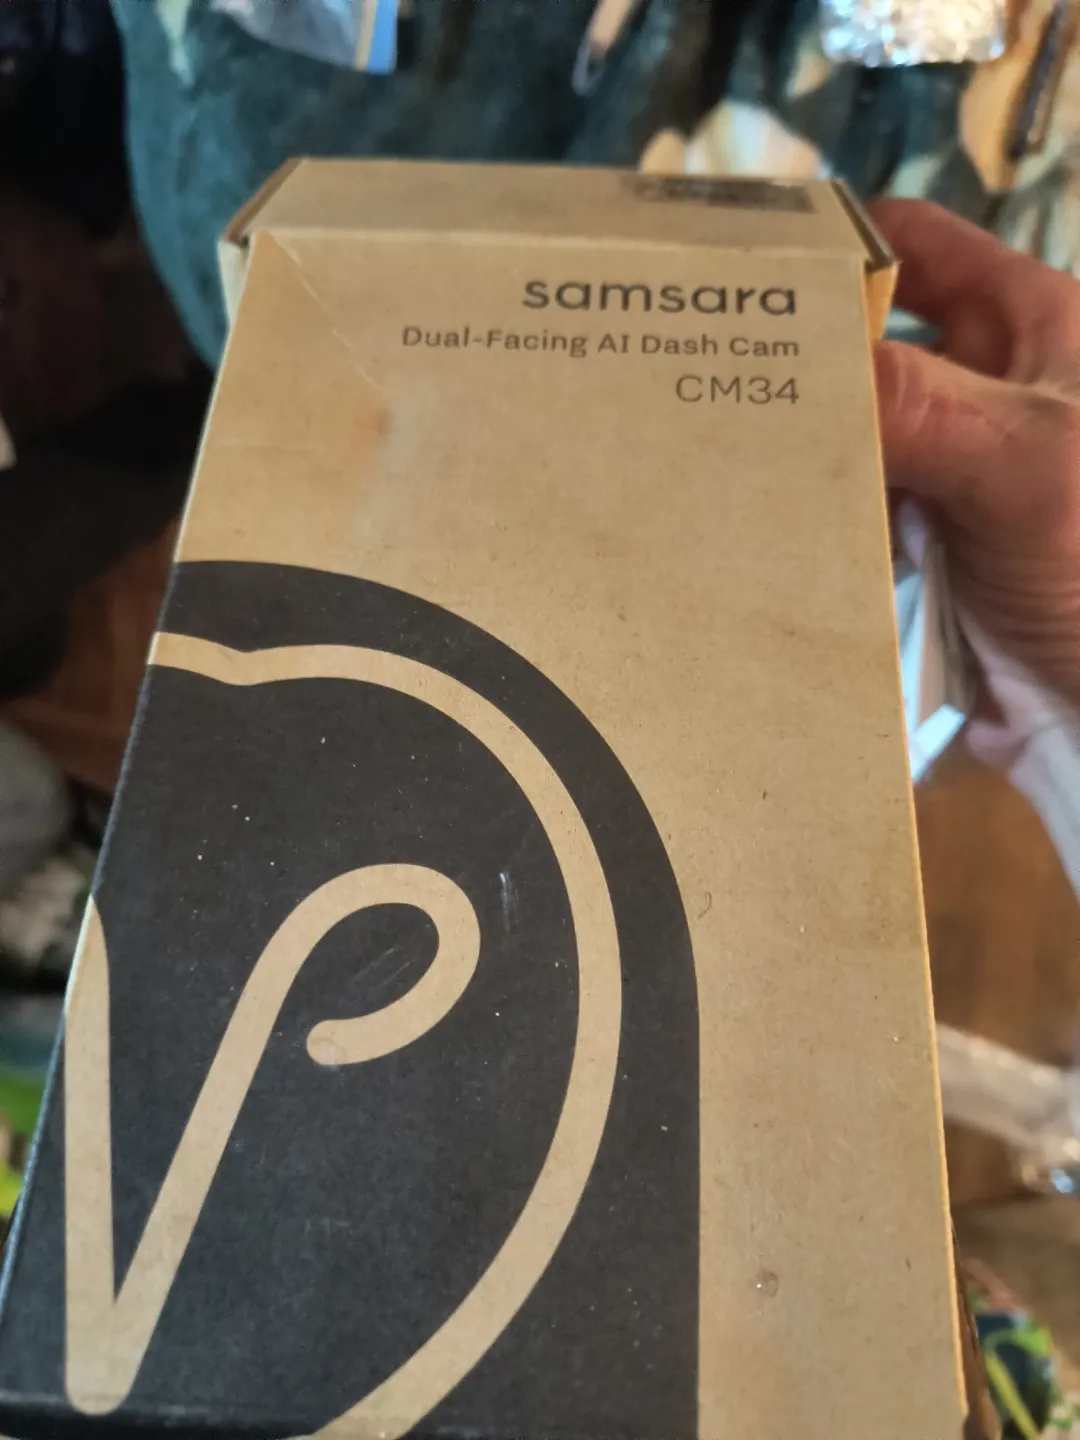 samsara
Dual-Facing AI Dash Cam
CM34